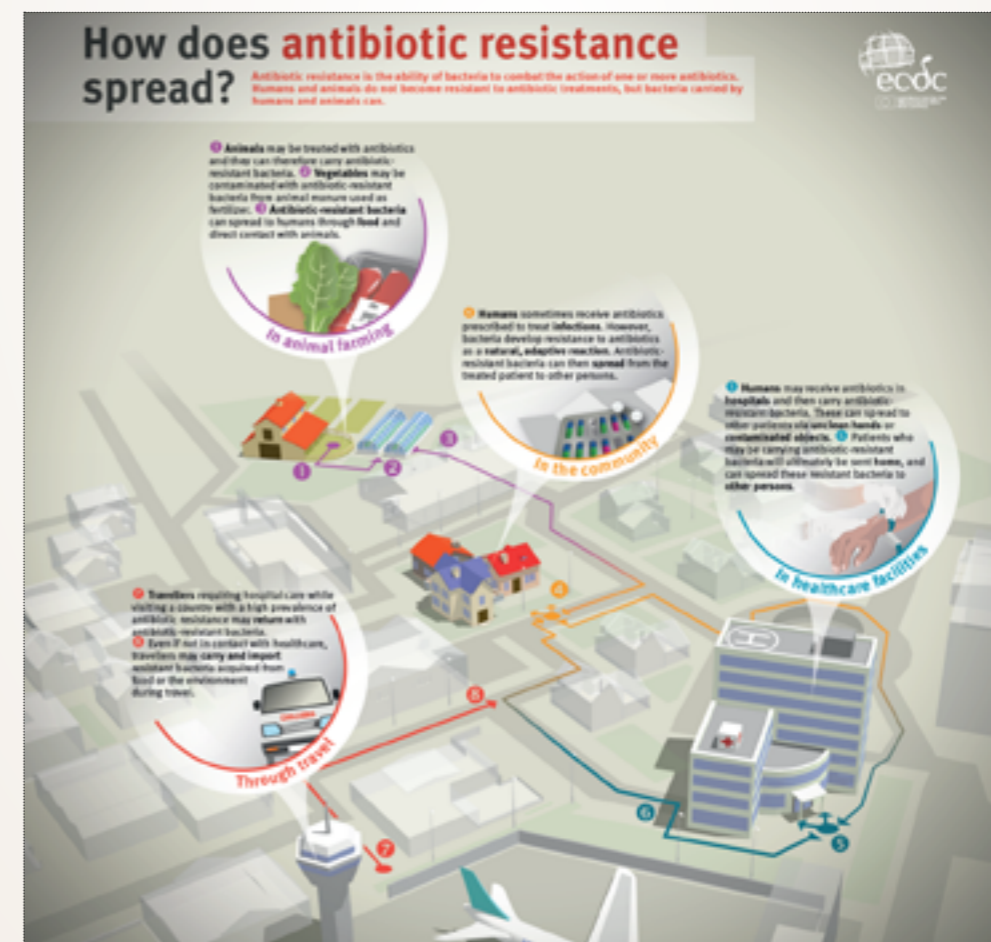 How does antibiotic resistance
spread?
Antibiotic resistance is the ability of bacteria to combat the action of one or more antibiotics.
Humans and animals do not become resistant to antibiotic treatments, but bacteria carried by
humans and animals can.
ecdc
1 Animals may be treated with antibiotics
and they can therefore carry antibiotic-
resistant bacteria. 2 Vegetables may be
contaminated with antibiotic-resistant
bacteria from animal manure used as
fertilizer. 3 Antibiotic-resistant bacteria
can spread to humans through food and
direct contact with animals.
In animal farming
4 Humans sometimes receive antibiotics
prescribed to treat infections. However,
bacteria develop resistance to antibiotics
as a natural, adaptive reaction. Antibiotic-
resistant bacteria can then spread from the
treated patient to other persons.
In the community
5 Humans may receive antibiotics in
hospitals and then carry antibiotic-
resistant bacteria. These can spread to
other patients via unclean hands or
contaminated objects. 6 Patients who
may be carrying antibiotic-resistant
bacteria will ultimately be sent home, and
can spread these resistant bacteria to
other persons.
In healthcare facilities
7 Travellers requiring hospital care while
visiting a country with a high prevalence of
antibiotic resistance may return with
antibiotic-resistant bacteria.
8 Even if not in contact with healthcare,
travellers may carry and import
resistant bacteria acquired from
food or the environment
during travel.
Through travel
1
2
3
4
8
6
5
7
H